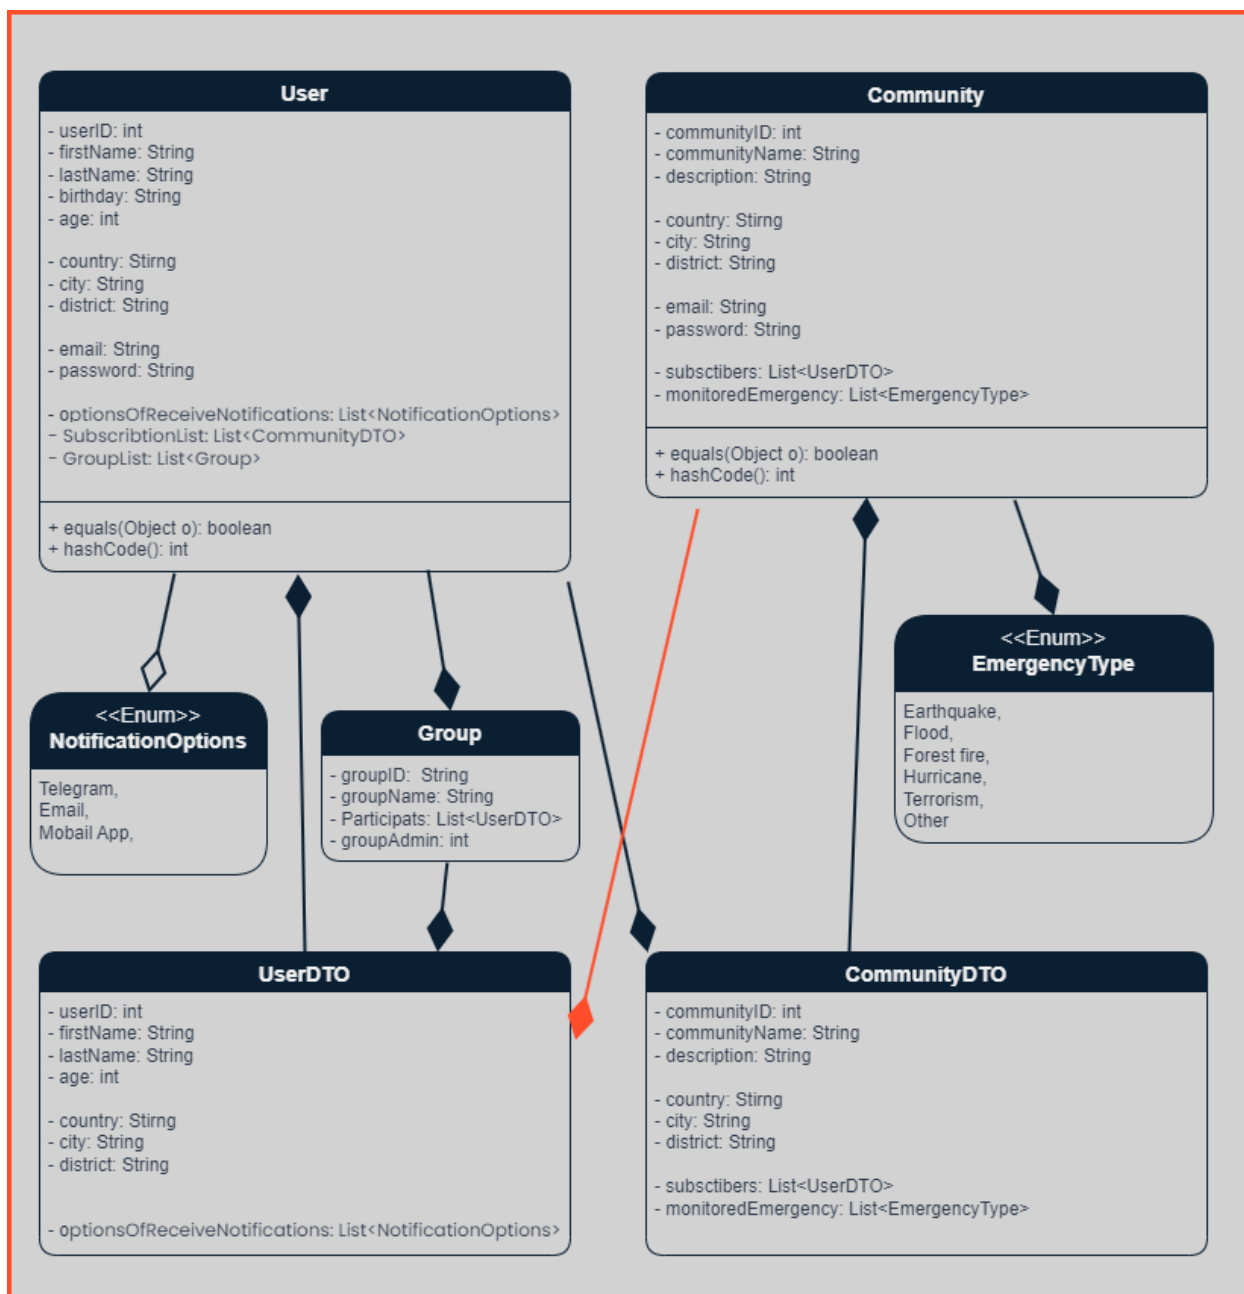 User
- userID: int
- firstName: String
- lastName: String
- birthday: String
- age: int
- country: Stirng
- city: String
- district: String
- email: String
- password: String
- optionsOfReceiveNotifications: List<NotificationOptions>
- SubscribtionList: List<CommunityDTO>
- GroupList: List<Group>
+ equals(Object o): boolean
+ hashCode(): int
Community
- communityID: int
- communityName: String
- description: String
- country: Stirng
- city: String
- district: String
- email: String
- password: String
- subsctibers: List<UserDTO>
- monitoredEmergency: List<EmergencyType>
+ equals(Object o): boolean
+ hashCode(): int
<<Enum>>
NotificationOptions
Telegram,
Email,
Mobail App,
Group
- groupID:  String
- groupName: String
- Participats: List<UserDTO>
- groupAdmin: int
<<Enum>>
EmergencyType
Earthquake,
Flood,
Forest fire,
Hurricane,
Terrorism,
Other
UserDTO
- userID: int
- firstName: String
- lastName: String
- age: int
- country: Stirng
- city: String
- district: String
- optionsOfReceiveNotifications: List<NotificationOptions>
CommunityDTO
- communityID: int
- communityName: String
- description: String
- country: Stirng
- city: String
- district: String
- subsctibers: List<UserDTO>
- monitoredEmergency: List<EmergencyType>